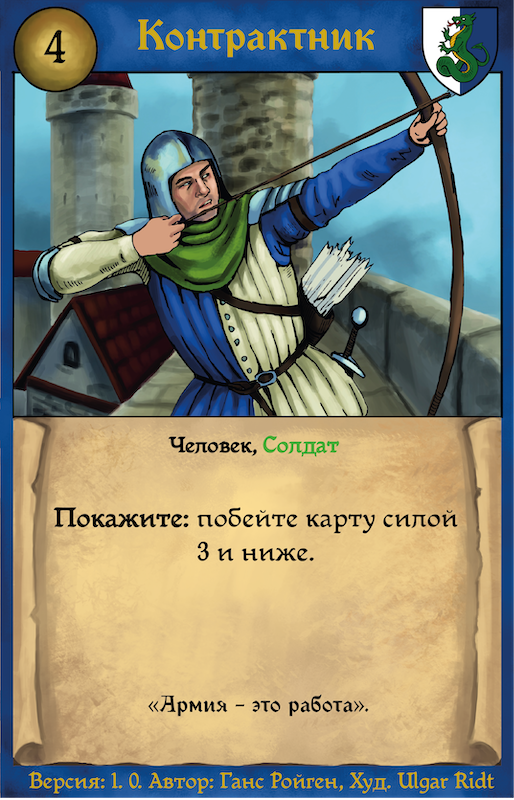 4
Контрактник
Человек, Солдат
Покажите: побейте карту силой
3 и ниже.
«Армия – это работа».
Версия: 1. 0. Автор: Ганс Ройген, Худ. Ulgar Ridt